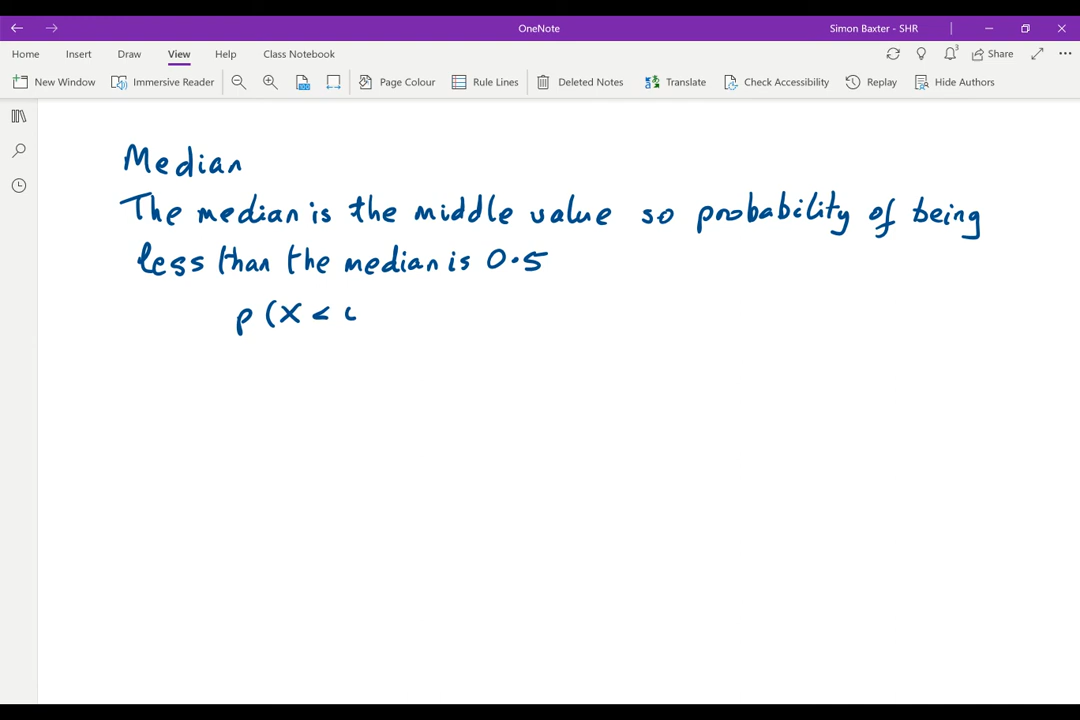 OneNote
Simon Baxter - SHR
Home Insert Draw View Help Class Notebook
3
Share
New Window Immersive Reader Page Colour Rule Lines Deleted Notes Translate Check Accessibility Replay Hide Authors
Median
The median is the middle value so probability of being
less than the median is 0.5
p (X <